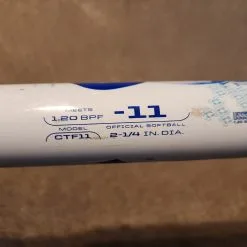 MEETS
1.20 BPF
-11
MODEL
CTF11
OFFICIAL SOFTBALL
2-1/4 IN. DIA.